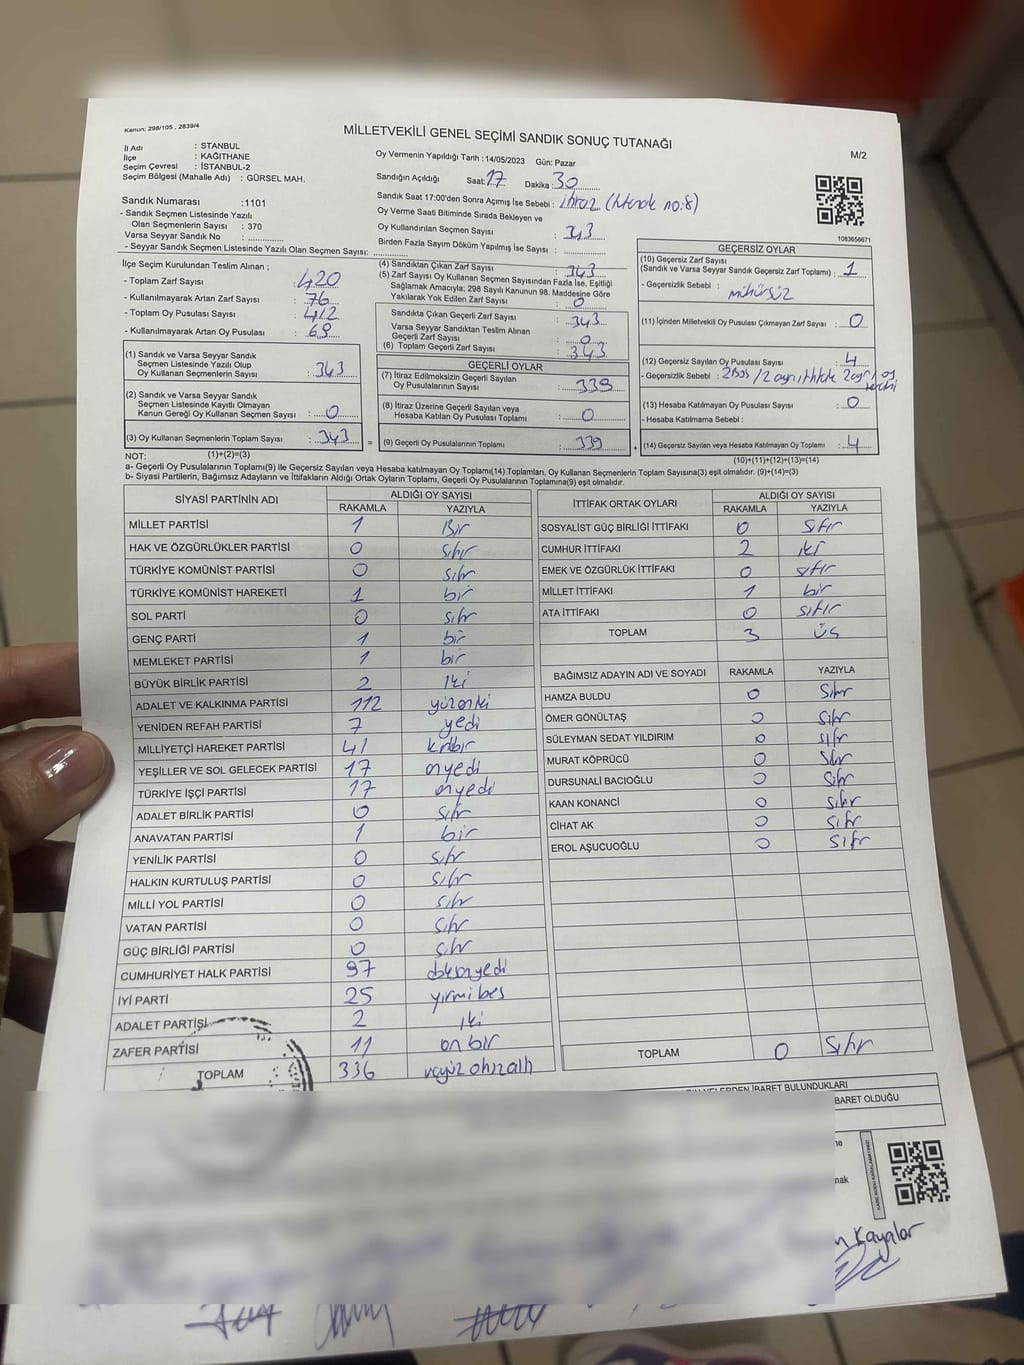 Kanun: 298/105 , 2839/4
MİLLETVEKİLİ GENEL SEÇİMİ SANDIK SONUÇ TUTANAĞI
M/2
İl Adı : STANBUL
İlçe : KAĞITHANE
Seçim Çevresi : İSTANBUL-2
Seçim Bölgesi (Mahalle Adı) : GÜRSEL MAH.
Oy Vermenin Yapıldığı Tarih : 14/05/2023 Gün: Pazar
Sandığın Açıldığı Saat: 17 Dakika : 30
Sandık Saat 17:00'den Sonra Açımış İse Sebebi : itiraz (no:8)
Oy Verme Saati Bitiminde Sırada Bekleyen ve
Oy Kullandırılan Seçmen Sayısı : 343
Birden Fazla Sayım Döküm Yapılmış İse Sayısı :
Sandık Numarası :1101
- Sandık Seçmen Listesinde Yazılı
Olan Seçmenlerin Sayısı : 370
Varsa Seyyar Sandık No :
- Seyyar Sandık Seçmen Listesinde Yazılı Olan Seçmen Sayısı:
İlçe Seçim Kurulundan Teslim Alınan ;
- Toplam Zarf Sayısı : 420
- Kullanılmayarak Artan Zarf Sayısı : 76
- Toplam Oy Pusulası Sayısı : 412
- Kullanılmayarak Artan Oy Pusulası : 69
(1) Sandık ve Varsa Seyyar Sandık
Seçmen Listesinde Yazılı Olup
Oy Kullanan Seçmenlerin Sayısı : 343
(2) Sandık ve Varsa Seyyar Sandık
Seçmen Listesinde Kayıtlı Olmayan
Kanun Gereği Oy Kullanan Seçmen Sayısı : 0
(3) Oy Kullanan Seçmenlerin Toplam Sayısı : 343 =
(4) Sandıktan Çıkan Zarf Sayısı : 343
(5) Zarf Sayısı Oy Kullanan Seçmen Sayısından Fazla İse, Eşitliği
Sağlamak Amacıyla; 298 Sayılı Kanunun 98. Maddesine Göre
Yakılarak Yok Edilen Zarf Sayısı : 0
Sandıkta Çıkan Geçerli Zarf Sayısı : 343
Varsa Seyyar Sandıktan Teslim Alınan
Geçerli Zarf Sayısı : 0
(6) Toplam Geçerli Zarf Sayısı : 343
GEÇERLİ OYLAR
(7) İtiraz Edilmeksizin Geçerli Sayılan
Oy Pusulalarının Sayısı : 339
(8) İtiraz Üzerine Geçerli Sayılan veya
Hesaba Katılan Oy Pusulası Toplamı : 0
(9) Geçerli Oy Pusulalarının Toplamı : 339 +
1083656671
GEÇERSİZ OYLAR
(10) Geçersiz Zarf Sayısı
(Sandık ve Varsa Seyyar Sandık Geçersiz Zarf Toplamı) : 1
- Geçersizlik Sebebi : mühürsüz
(11) İçinden Milletvekili Oy Pusulası Çıkmayan Zarf Sayısı : 0
(12) Geçersiz Sayılan Oy Pusulası Sayısı : 4
- Geçersizlik Sebebi : 2 Boş / 2 ayrı 2 ayrı oy
(13) Hesaba Katılmayan Oy Pusulası Sayısı : 0
- Hesaba Katılmama Sebebi :
(14) Geçersiz Sayılan veya Hesaba Katılmayan Oy Toplamı : 4
NOT: (1)+(2)=(3)
(10)+(11)+(12)+(13)=(14)
a- Geçerli Oy Pusulalarının Toplamı(9) ile Geçersiz Sayılan veya Hesaba katılmayan Oy Toplamı(14) Toplamları, Oy Kullanan Seçmenlerin Toplam Sayısına(3) eşit olmalıdır. (9)+(14)=(3)
b- Siyasi Partilerin, Bağımsız Adayların ve İttifakların Aldığı Ortak Oyların Toplamı, Geçerli Oy Pusulalarının Toplamına(9) eşit olmalıdır.
SİYASİ PARTİNİN ADI ALDIĞI OY SAYISI
RAKAMLA YAZIYLA
MİLLET PARTİSİ 1 Bir
HAK VE ÖZGÜRLÜKLER PARTİSİ 0 sıfır
TÜRKİYE KOMÜNİST PARTİSİ 0 sıfır
TÜRKİYE KOMÜNİST HAREKETİ 1 bir
SOL PARTİ 0 sıfır
GENÇ PARTİ 1 bir
MEMLEKET PARTİSİ 1 bir
BÜYÜK BİRLİK PARTİSİ 2 iki
ADALET VE KALKINMA PARTİSİ 112 yüzoniki
YENİDEN REFAH PARTİSİ 7 yedi
MİLLİYETÇİ HAREKET PARTİSİ 41 kırkbir
YEŞİLLER VE SOL GELECEK PARTİSİ 17 onyedi
TÜRKİYE İŞÇİ PARTİSİ 17 onyedi
ADALET BİRLİK PARTİSİ 0 sıfır
ANAVATAN PARTİSİ 1 bir
YENİLİK PARTİSİ 0 sıfır
HALKIN KURTULUŞ PARTİSİ 0 sıfır
MİLLİ YOL PARTİSİ 0 sıfır
VATAN PARTİSİ 0 sıfır
GÜÇ BİRLİĞİ PARTİSİ 0 sıfır
CUMHURİYET HALK PARTİSİ 97 doksanyedi
İYİ PARTİ 25 yirmibeş
ADALET PARTİSİ 2 iki
ZAFER PARTİSİ 11 on bir
TOPLAM 336 üçyüz otuzaltı
İTTİFAK ORTAK OYLARI ALDIĞI OY SAYISI
RAKAMLA YAZIYLA
SOSYALİST GÜÇ BİRLİĞİ İTTİFAKI 0 sıfır
CUMHUR İTTİFAKI 2 iki
EMEK VE ÖZGÜRLÜK İTTİFAKI 0 sıfır
MİLLET İTTİFAKI 1 bir
ATA İTTİFAKI 0 sıfır
TOPLAM 3 üç
BAĞIMSIZ ADAYIN ADI VE SOYADI RAKAMLA YAZIYLA
HAMZA BULDU 0 sıfır
ÖMER GÖNÜLTAŞ 0 sıfır
SÜLEYMAN SEDAT YILDIRIM 0 sıfır
MURAT KÖPRÜCÜ 0 sıfır
DURSUNALİ BACIOĞLU 0 sıfır
KAAN KONANCİ 0 sıfır
CİHAT AK 0 sıfır
EROL AŞUCUOĞLU 0 sıfır
TOPLAM 0 sıfır
İBARET BULUNDUKLARI
BARET OLDUĞU
Kayalar